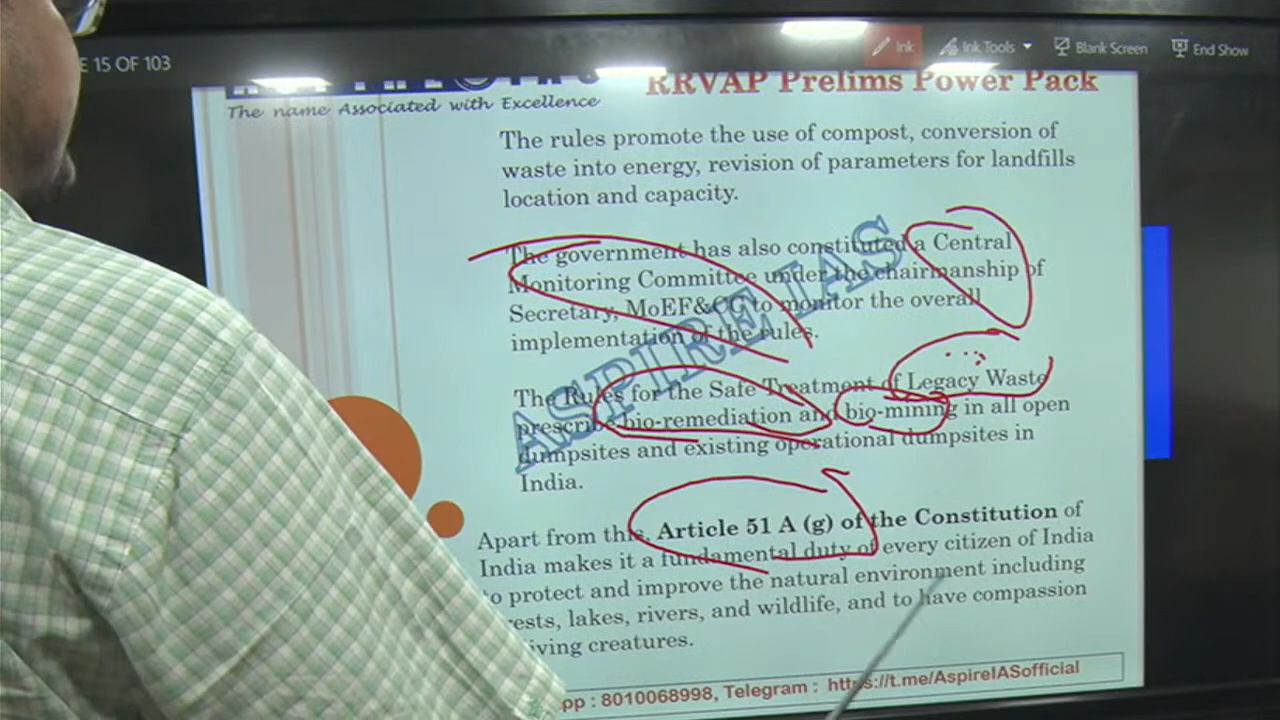 E 15 OF 103
Ink
Ink Tools
Blank Screen
End Show
The name Associated with Excellence
RRVAP Prelims Power Pack
The rules promote the use of compost, conversion of
waste into energy, revision of parameters for landfills
location and capacity.
The government has also constituted a Central
Monitoring Committee under the chairmanship of
Secretary, MoEF&CC to monitor the overall
implementation of the rules.
The Rules for the Safe Treatment of Legacy Waste
prescribe bio-remediation and bio-mining in all open
dumpsites and existing operational dumpsites in
India.
ASPIRE IAS
Apart from this, Article 51 A (g) of the Constitution of
India makes it a fundamental duty of every citizen of India
to protect and improve the natural environment including
rests, lakes, rivers, and wildlife, and to have compassion
iving creatures.
pp : 8010068998, Telegram : https://t.me/AspireIASofficial